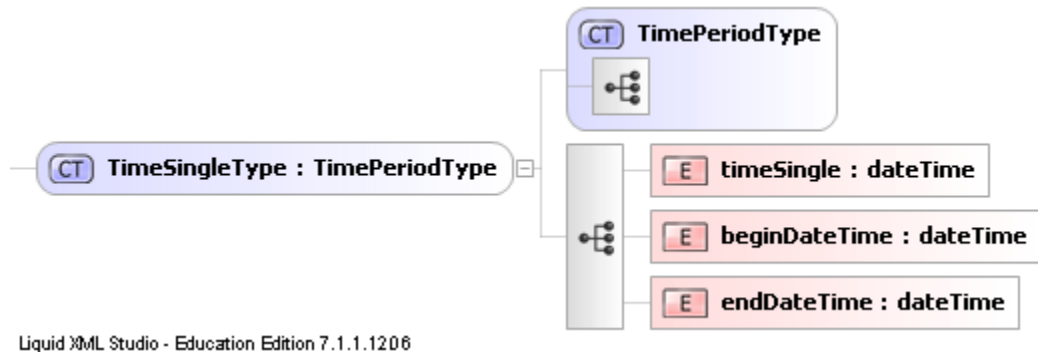 CT TimePeriodType
CT TimeSingleType : TimePeriodType
E timeSingle : dateTime
E beginDateTime : dateTime
E endDateTime : dateTime
Liquid XML Studio - Education Edition 7.1.1.1206